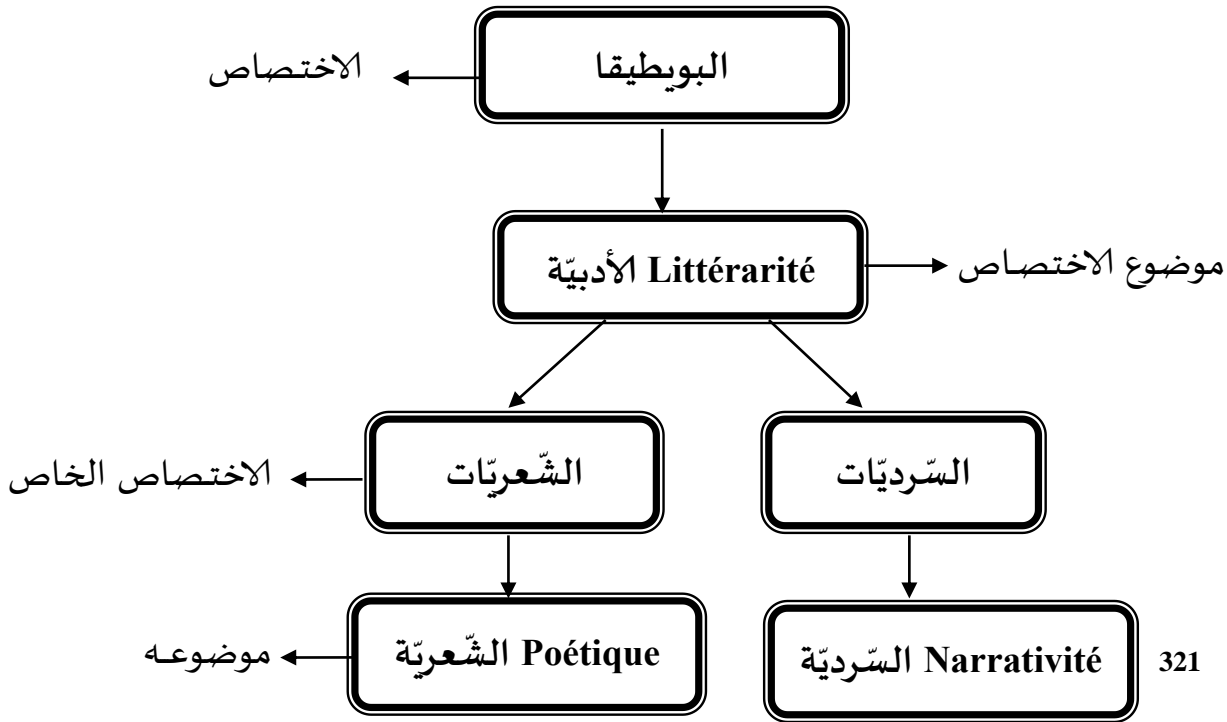 البويطيقا
الاختصاص
الأدبيّة Littérarité
موضوع الاختصاص
السّرديّات
الشّعريّات
الاختصاص الخاص
321
السّرديّة Narrativité
الشّعريّة Poétique
موضوعه